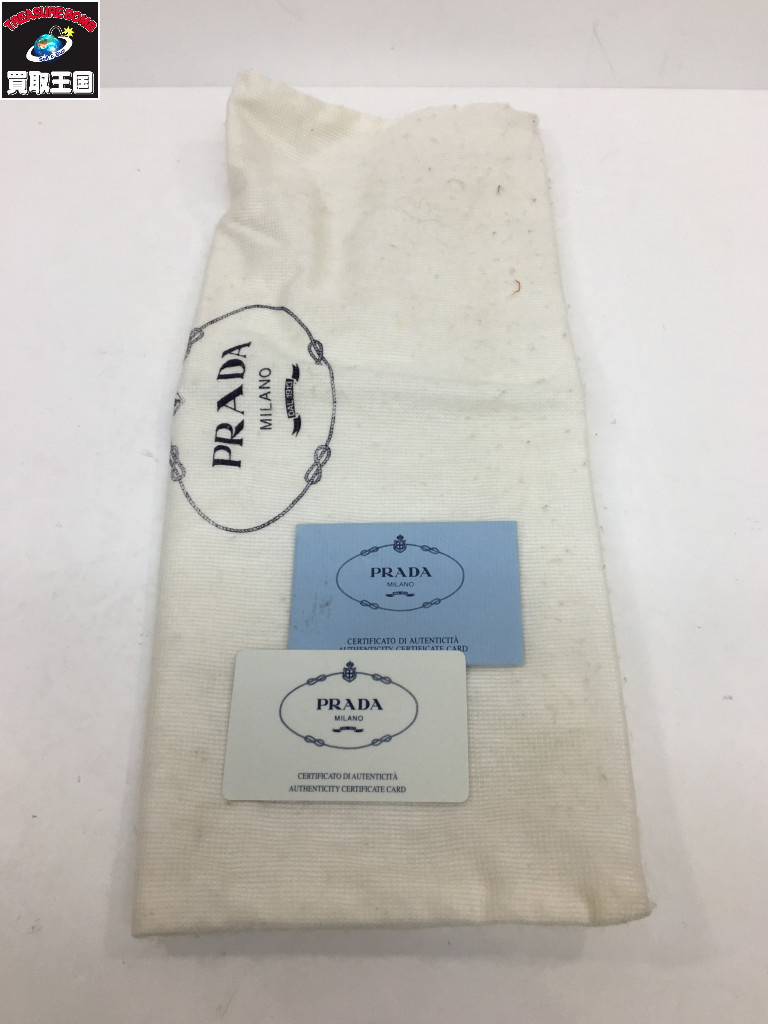 TREASURE BOMB
買取王国
PRADA
MILANO
DAL 1913
PRADA
MILANO
CERTIFICATO DI AUTENTICITÀ
AUTHENTICITY CERTIFICATE CARD
PRADA
MILANO
CERTIFICATO DI AUTENTICITÀ
AUTHENTICITY CERTIFICATE CARD